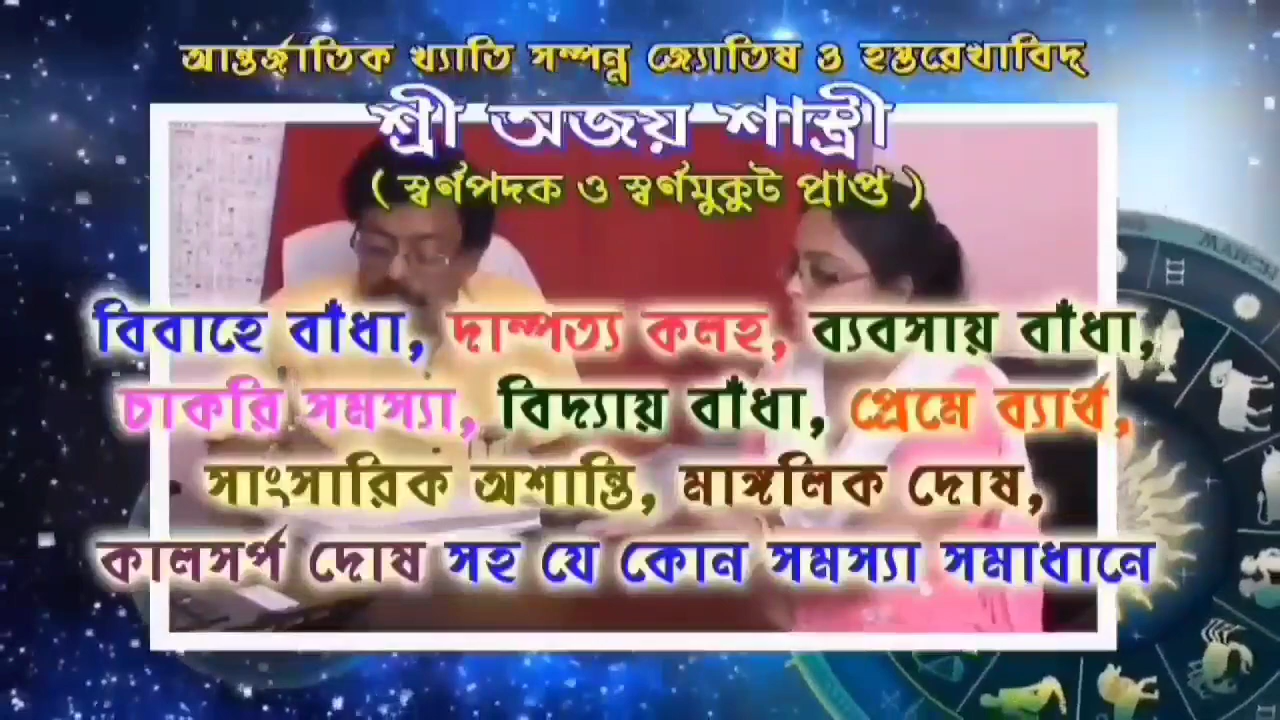 আন্তর্জাতিক খ্যাতি সম্পন্ন জ্যোতিষ ও হস্তরেখাবিদ্
শ্রী অজয় শাস্ত্রী
( স্বর্ণপদক ও স্বর্ণমুকুট প্রাপ্ত )
বিবাহে বাঁধা, দাম্পত্য কলহ, ব্যবসায় বাঁধা,
চাকরি সমস্যা, বিদ্যায় বাঁধা, প্রেমে ব্যার্থ,
সাংসারিক অশান্তি, মাঙ্গলিক দোষ,
কালসর্প দোষ সহ যে কোন সমস্যা সমাধানে
MARCH